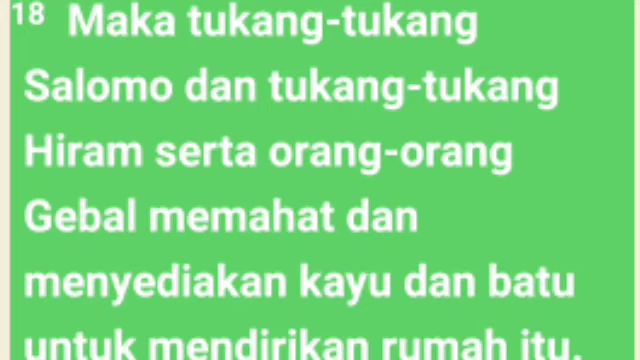 18 Maka tukang-tukang
Salomo dan tukang-tukang
Hiram serta orang-orang
Gebal memahat dan
menyediakan kayu dan batu
untuk mendirikan rumah itu.